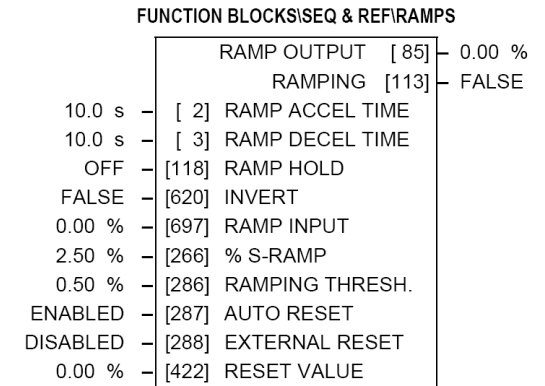 FUNCTION BLOCKS\SEQ & REF\RAMPS
RAMP OUTPUT [ 85] – 0.00 %
RAMPING [113] – FALSE
10.0 s – [ 2] RAMP ACCEL TIME
10.0 s – [ 3] RAMP DECEL TIME
OFF – [118] RAMP HOLD
FALSE – [620] INVERT
0.00 % – [697] RAMP INPUT
2.50 % – [266] % S-RAMP
0.50 % – [286] RAMPING THRESH.
ENABLED – [287] AUTO RESET
DISABLED – [288] EXTERNAL RESET
0.00 % – [422] RESET VALUE